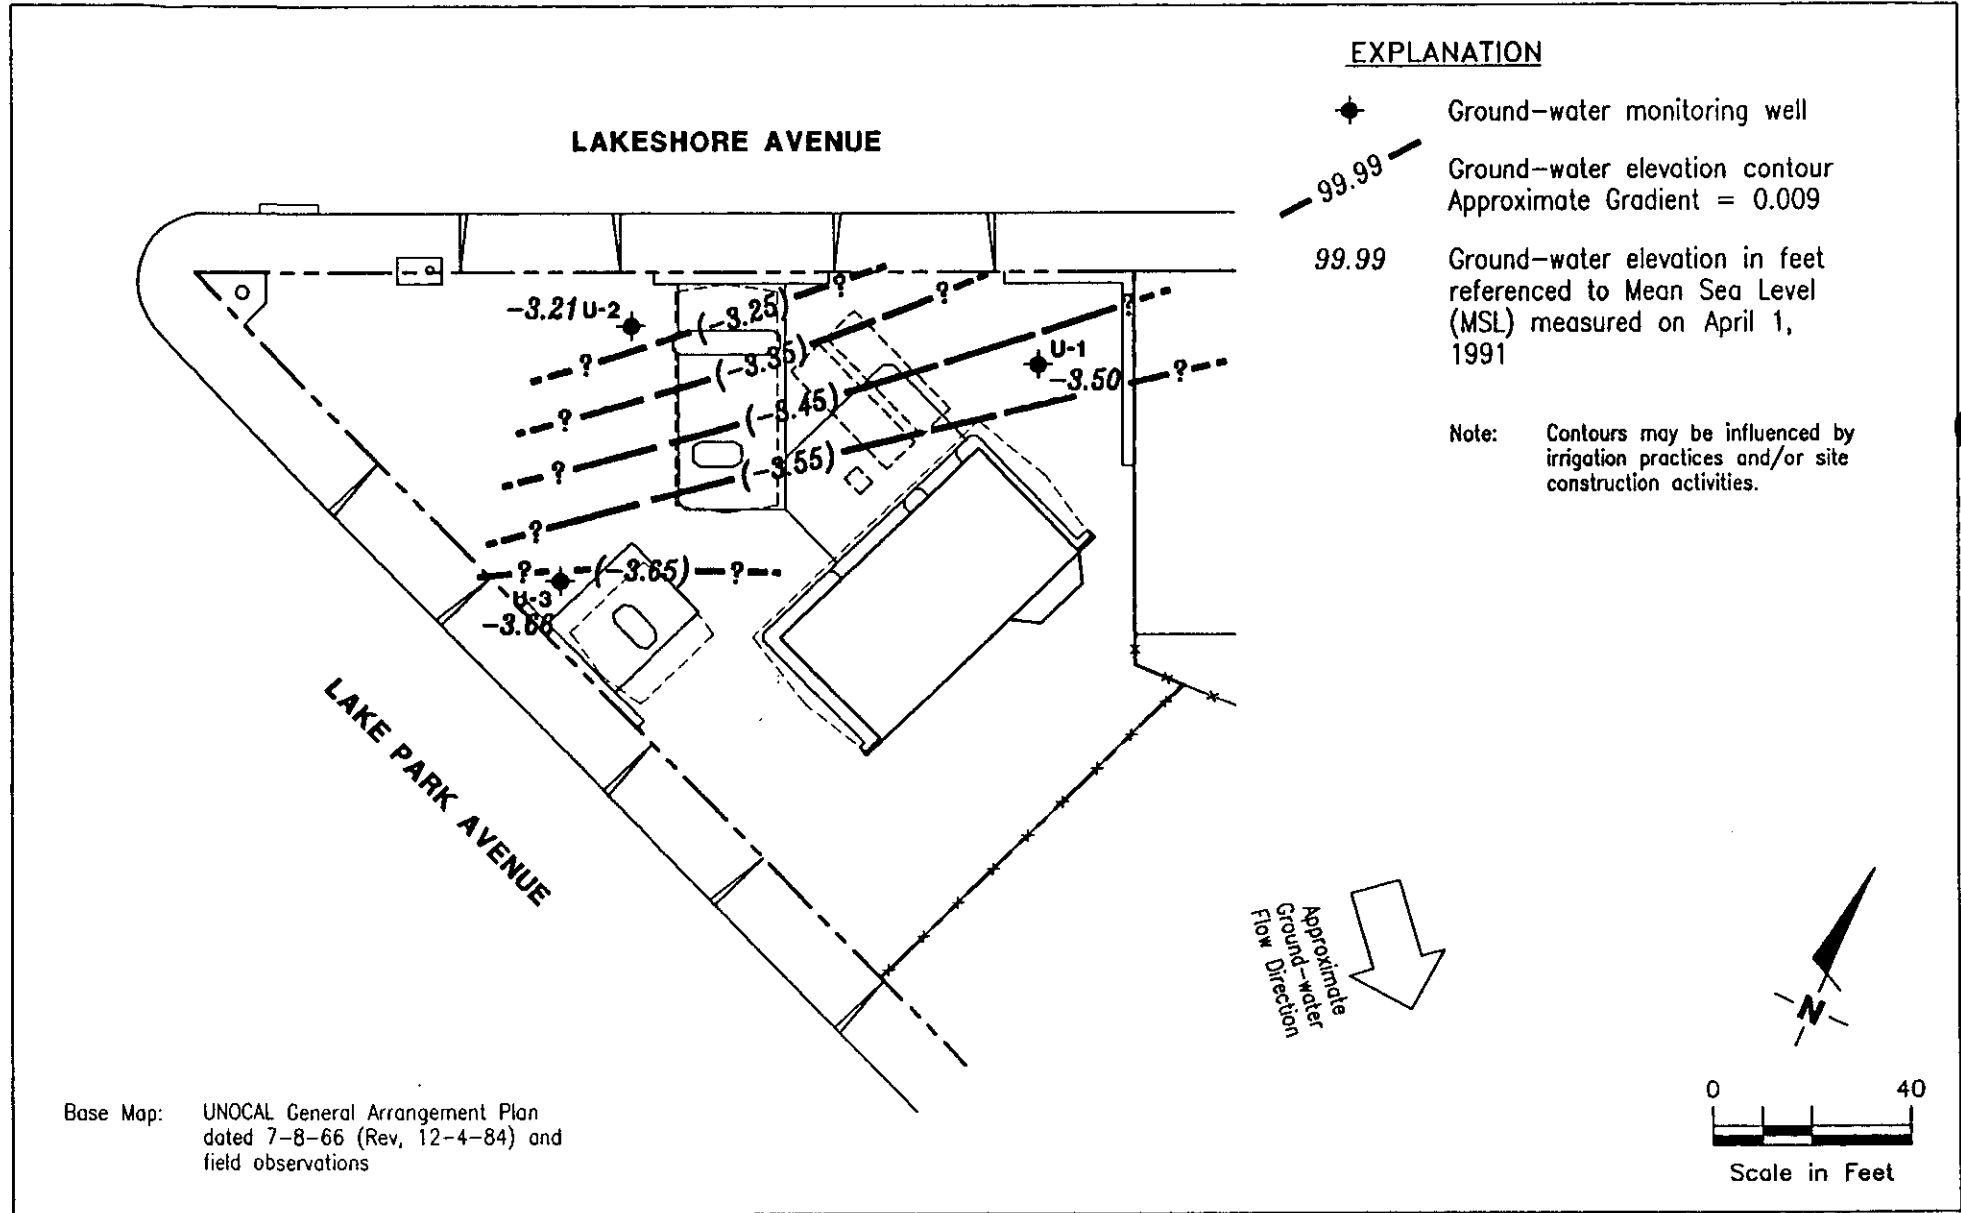 EXPLANATION
Ground-water monitoring well
99.99
Ground-water elevation contour
Approximate Gradient = 0.009
99.99
Ground-water elevation in feet
referenced to Mean Sea Level
(MSL) measured on April 1,
1991
Note: Contours may be influenced by
irrigation practices and/or site
construction activities.
LAKESHORE AVENUE
-3.21 U-2
(-3.25) ?
? (-3.35) ?
? (-3.45) ?
? (-3.55) ?
? (-3.65) ?
?
U-1
-3.50
U-3
-3.66
LAKE PARK AVENUE
Approximate
Ground-water
Flow Direction
N
0 40
Scale in Feet
Base Map: UNOCAL General Arrangement Plan
dated 7-8-66 (Rev, 12-4-84) and
field observations